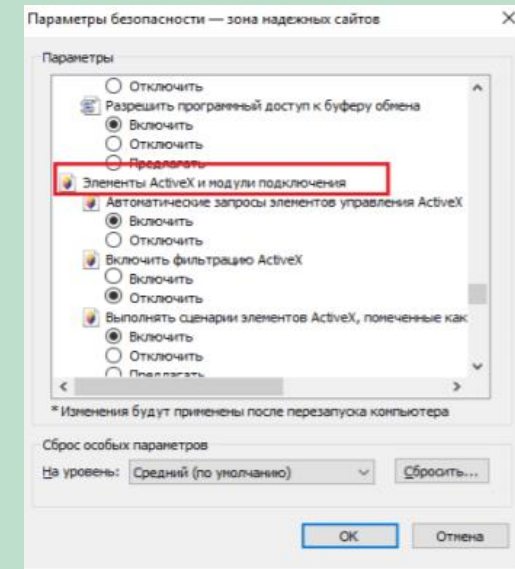 Параметры безопасности — зона надежных сайтов
Параметры
Отключить
Разрешить программный доступ к буферу обмена
Включить
Отключить
Предлагать
Элементы ActiveX и модули подключения
Автоматические запросы элементов управления ActiveX
Включить
Отключить
Включить фильтрацию ActiveX
Включить
Отключить
Выполнять сценарии элементов ActiveX, помеченные как
Включить
Отключить
Предлагать
* Изменения будут применены после перезапуска компьютера
Сброс особых параметров
На уровень: Средний (по умолчанию) Сбросить...
ОК Отмена